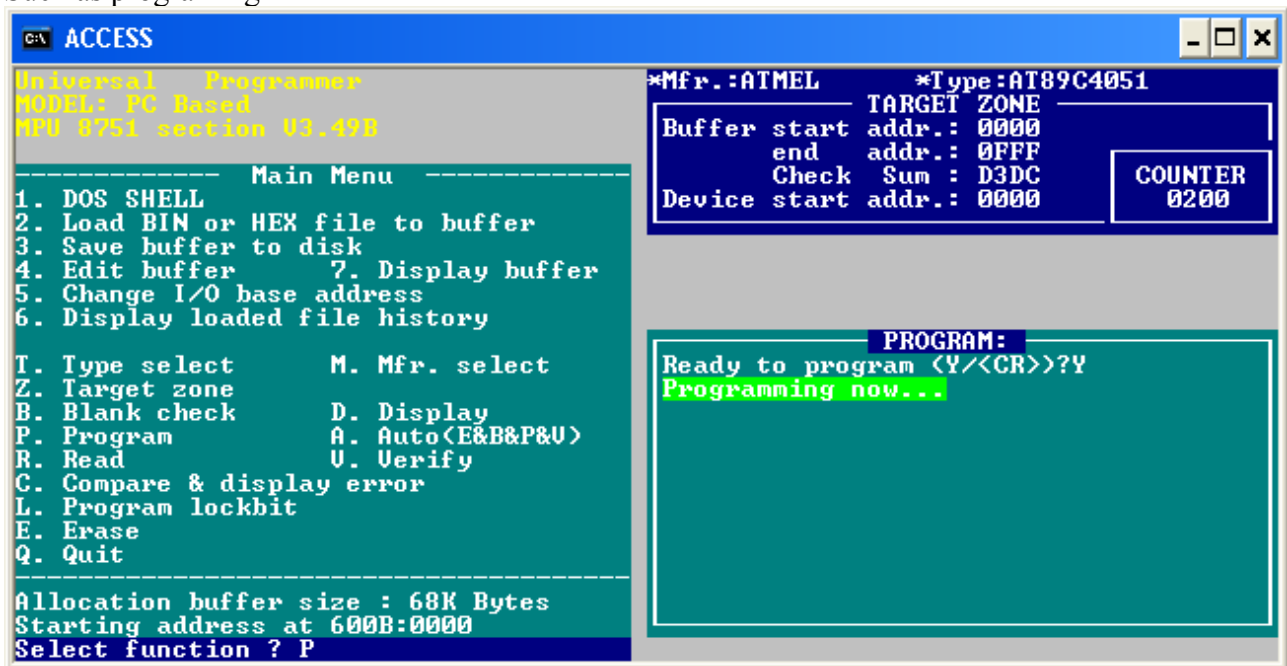 ACCESS
Universal Programmer
MODEL: PC Based
MPU 8751 section V3.49B
Main Menu
1. DOS SHELL
2. Load BIN or HEX file to buffer
3. Save buffer to disk
4. Edit buffer 7. Display buffer
5. Change I/O base address
6. Display loaded file history
T. Type select M. Mfr. select
Z. Target zone
B. Blank check D. Display
P. Program A. Auto(E&B&P&V)
R. Read V. Verify
C. Compare & display error
L. Program lockbit
E. Erase
Q. Quit
Allocation buffer size : 68K Bytes
Starting address at 600B:0000
Select function ? P
*Mfr.:ATMEL *Type:AT89C4051
TARGET ZONE
Buffer start addr.: 0000
end addr.: 0FFF
Check Sum : D3DC
Device start addr.: 0000
COUNTER
0200
PROGRAM:
Ready to program (Y/<CR>)?Y
Programming now...